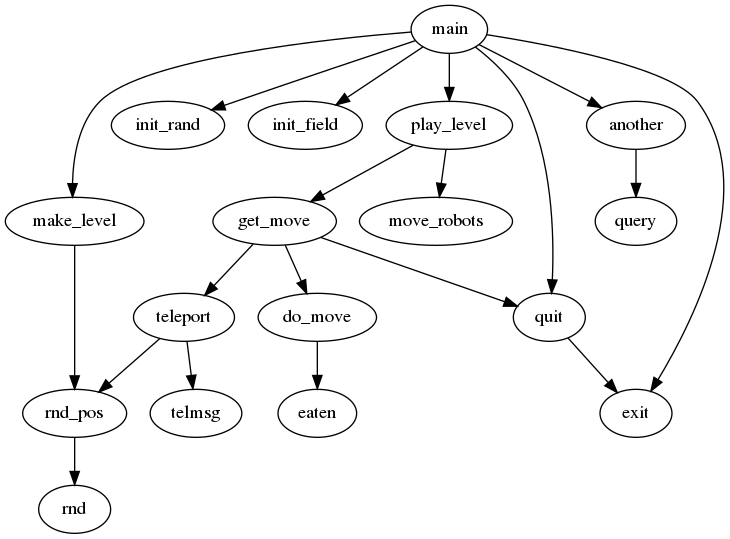 main
init_rand
init_field
play_level
another
make_level
get_move
move_robots
query
teleport
do_move
quit
rnd_pos
telmsg
eaten
exit
rnd